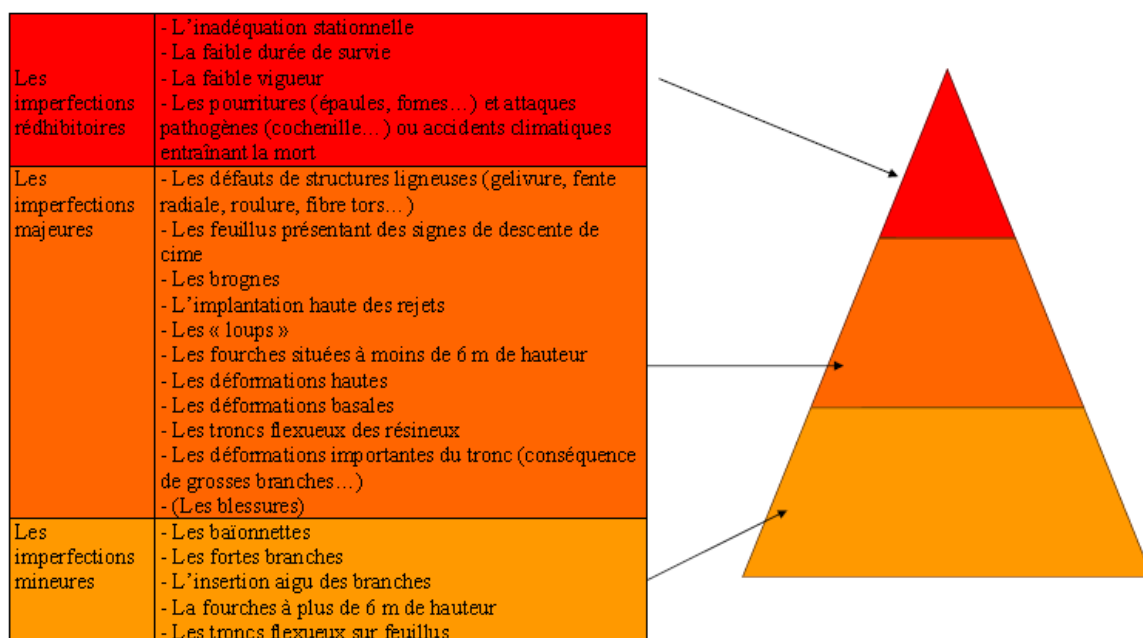 Les imperfections rédhibitoires
- L'inadéquation stationnelle
- La faible durée de survie
- La faible vigueur
- Les pourritures (épaules, fomes…) et attaques
pathogènes (cochenille…) ou accidents climatiques
entraînant la mort
Les imperfections majeures
- Les défauts de structures ligneuses (gelivure, fente
radiale, roulure, fibre tors…)
- Les feuillus présentant des signes de descente de
cime
- Les brognes
- L'implantation haute des rejets
- Les « loups »
- Les fourches situées à moins de 6 m de hauteur
- Les déformations hautes
- Les déformations basales
- Les troncs flexueux des résineux
- Les déformations importantes du tronc (conséquence
de grosses branches…)
- (Les blessures)
Les imperfections mineures
- Les baïonnettes
- Les fortes branches
- L'insertion aigu des branches
- La fourches à plus de 6 m de hauteur
- Les troncs flexueux sur feuillus